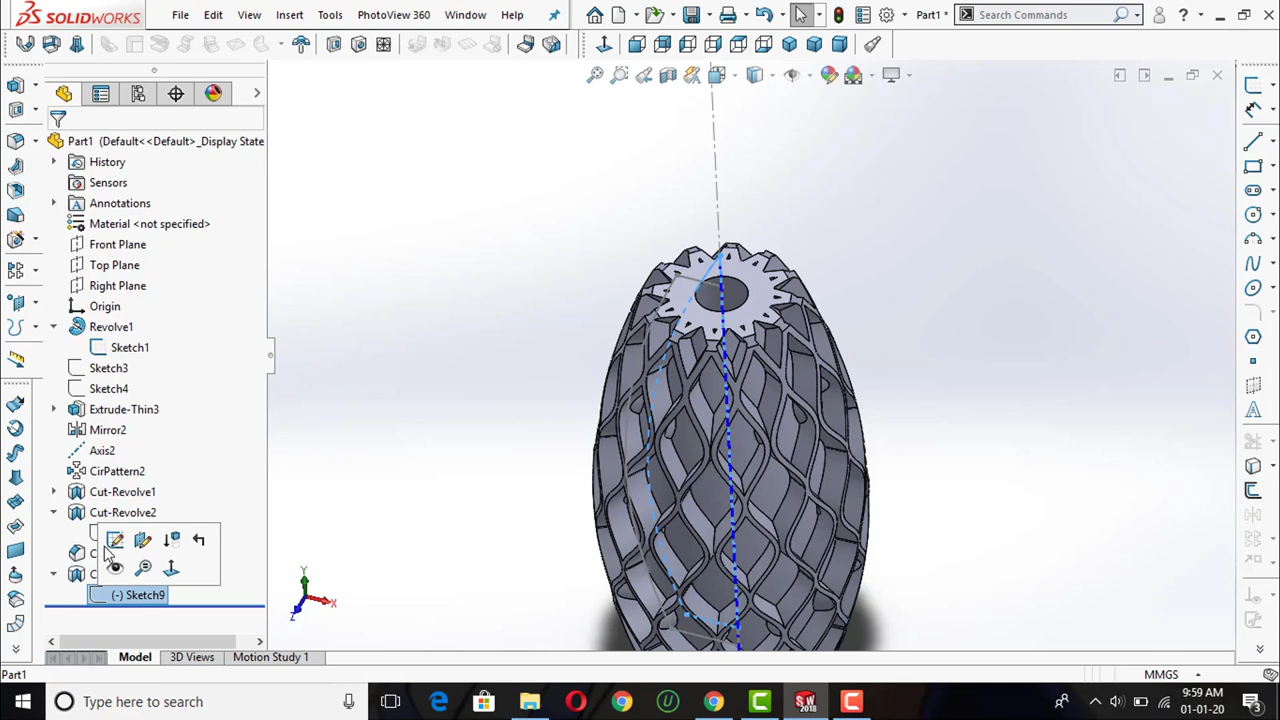 SOLIDWORKS
File Edit View Insert Tools PhotoView 360 Window Help
Part1 *
Search Commands
?
Part1 (Default<<Default>_Display State
History
Sensors
Annotations
Material <not specified>
Front Plane
Top Plane
Right Plane
Origin
Revolve1
Sketch1
Sketch3
Sketch4
Extrude-Thin3
Mirror2
Axis2
CirPattern2
Cut-Revolve1
Cut-Revolve2
C
C
(-) Sketch9
Y
X
Z
Model 3D Views Motion Study 1
Part1
MMGS
Type here to search
SW
2018
9:59 AM
01-01-20
3